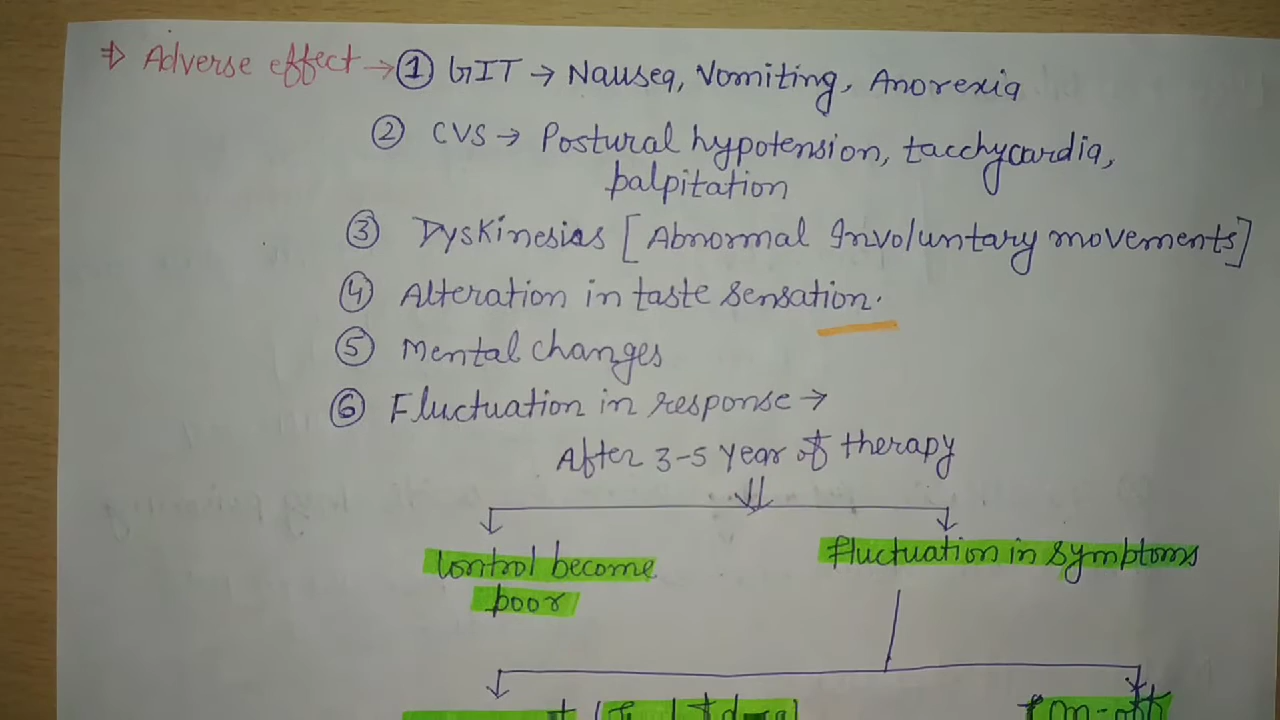 ⇒ Adverse effect → ① GIT → Nausea, Vomiting, Anorexia
② CVS → Postural hypotension, tacchycardia,
palpitation
③ Dyskinesias [Abnormal Involuntary movements]
④ Alteration in taste sensation.
⑤ Mental changes
⑥ Fluctuation in response →
After 3-5 year of therapy
control become
poor
fluctuation in symptoms
on-off